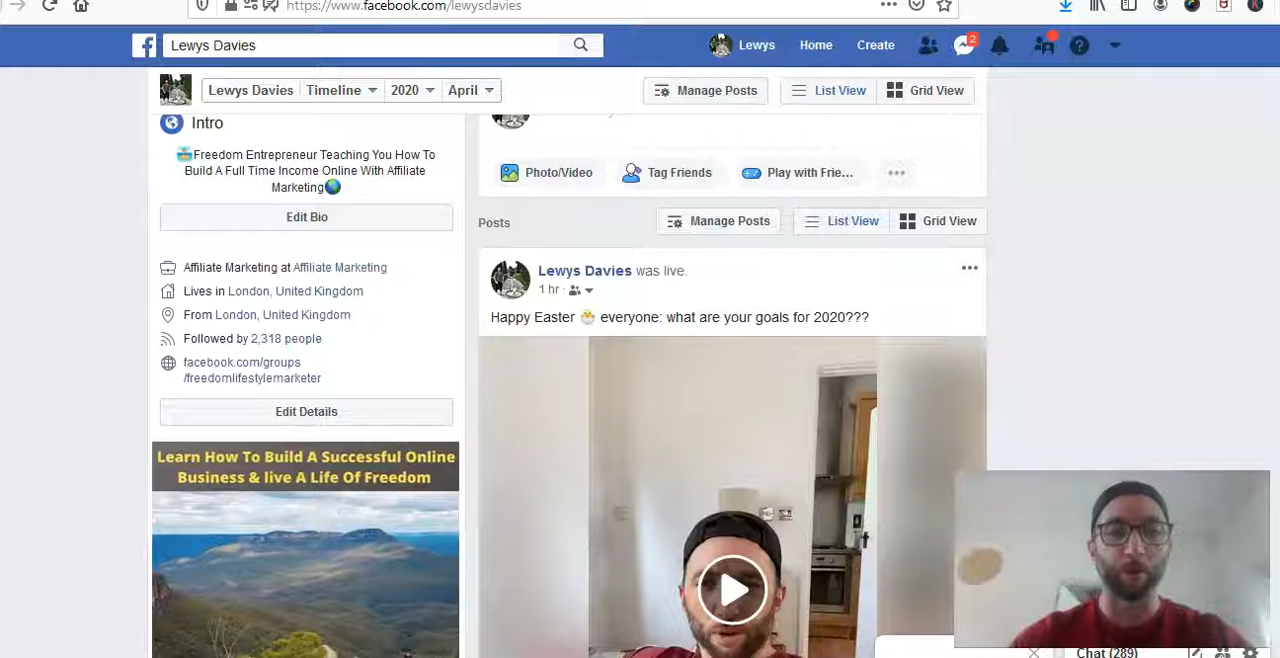 https://www.facebook.com/lewysdavies
Lewys Davies
Lewys Home Create 2
Lewys Davies Timeline 2020 April Manage Posts List View Grid View
Intro
Freedom Entrepreneur Teaching You How To
Build A Full Time Income Online With Affiliate
Marketing
Edit Bio
Affiliate Marketing at Affiliate Marketing
Lives in London, United Kingdom
From London, United Kingdom
Followed by 2,318 people
facebook.com/groups
/freedomlifestylemarketer
Edit Details
Learn How To Build A Successful Online
Business & live A Life Of Freedom
Photo/Video Tag Friends Play with Frie...
Posts Manage Posts List View Grid View
Lewys Davies was live.
1 hr ·
Happy Easter 🐣 everyone: what are your goals for 2020???
Chat (289)